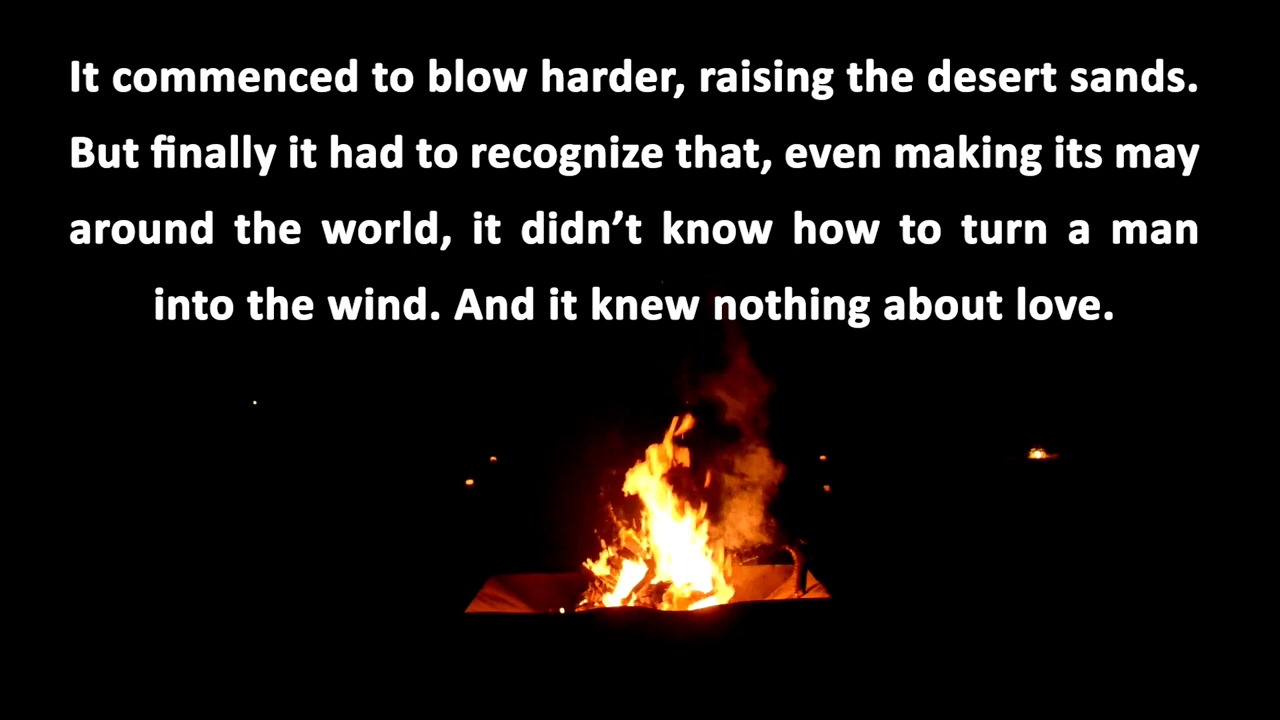 It commenced to blow harder, raising the desert sands.
But finally it had to recognize that, even making its may
around the world, it didn’t know how to turn a man
into the wind. And it knew nothing about love.